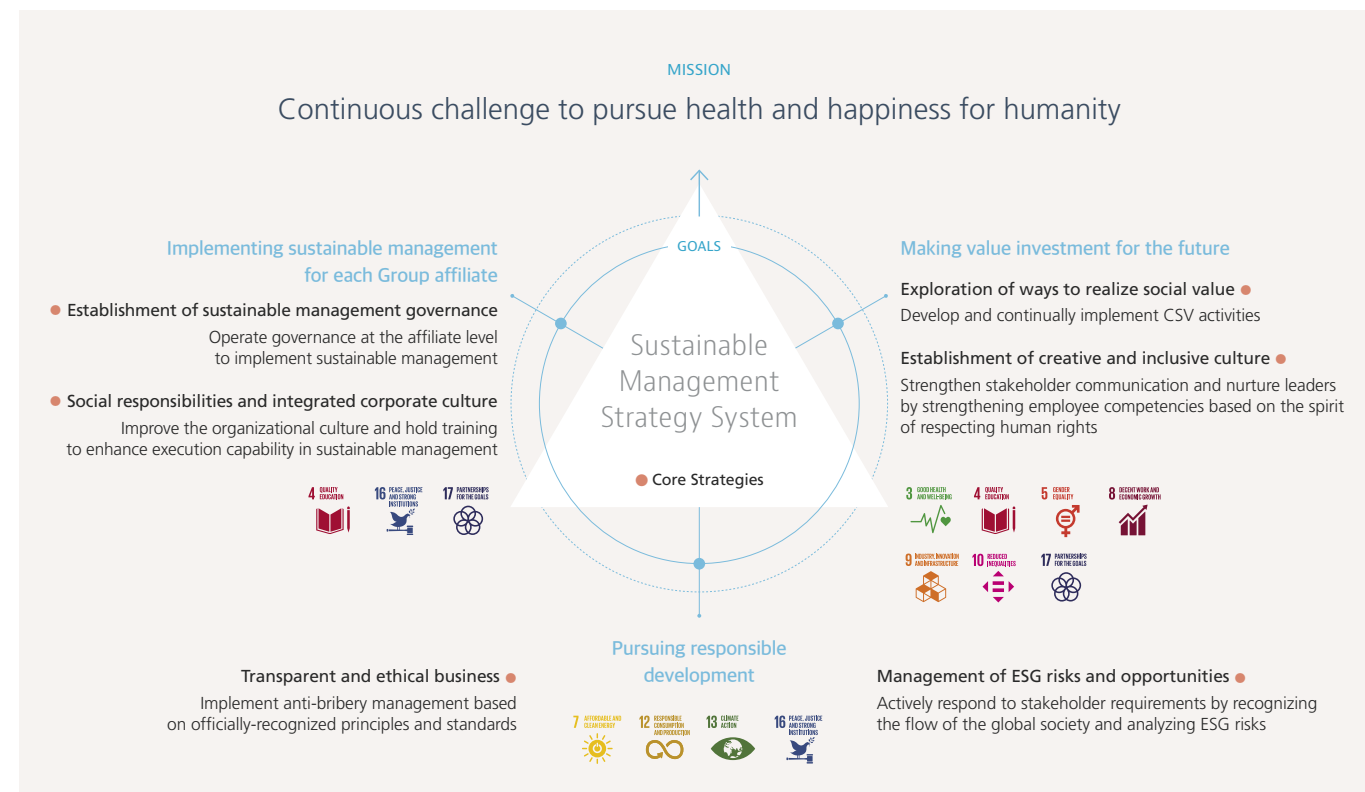 MISSION
Continuous challenge to pursue health and happiness for humanity
GOALS
Sustainable
Management
Strategy System
Core Strategies
Implementing sustainable management
for each Group affiliate
Establishment of sustainable management governance
Operate governance at the affiliate level
to implement sustainable management
Social responsibilities and integrated corporate culture
Improve the organizational culture and hold training
to enhance execution capability in sustainable management
4 QUALITY
EDUCATION
16 PEACE, JUSTICE
AND STRONG
INSTITUTIONS
17 PARTNERSHIPS
FOR THE GOALS
Making value investment for the future
Exploration of ways to realize social value
Develop and continually implement CSV activities
Establishment of creative and inclusive culture
Strengthen stakeholder communication and nurture leaders
by strengthening employee competencies based on the spirit
of respecting human rights
3 GOOD HEALTH
AND WELL-BEING
4 QUALITY
EDUCATION
5 GENDER
EQUALITY
8 DECENT WORK AND
ECONOMIC GROWTH
9 INDUSTRY, INNOVATION
AND INFRASTRUCTURE
10 REDUCED
INEQUALITIES
17 PARTNERSHIPS
FOR THE GOALS
Pursuing responsible
development
Transparent and ethical business
Implement anti-bribery management based
on officially-recognized principles and standards
7 AFFORDABLE AND
CLEAN ENERGY
12 RESPONSIBLE
CONSUMPTION
AND PRODUCTION
13 CLIMATE
ACTION
16 PEACE, JUSTICE
AND STRONG
INSTITUTIONS
Management of ESG risks and opportunities
Actively respond to stakeholder requirements by recognizing
the flow of the global society and analyzing ESG risks